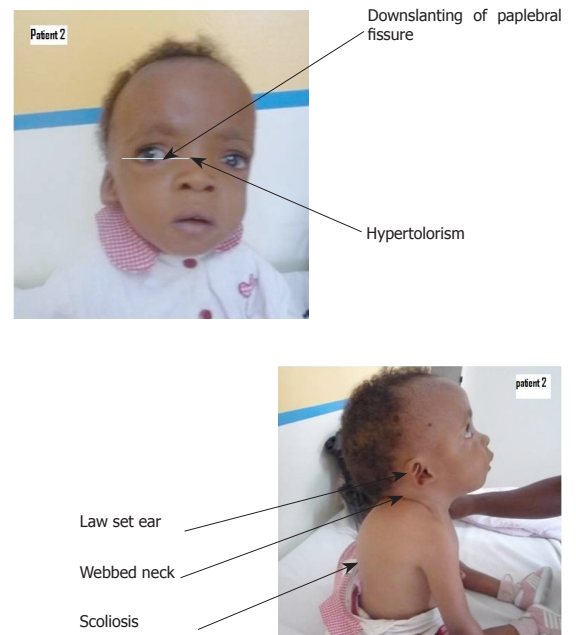 Downslanting of paplebral
fissure
Patient 2
Hypertolorism
patient 2
Law set ear
Webbed neck
Scoliosis